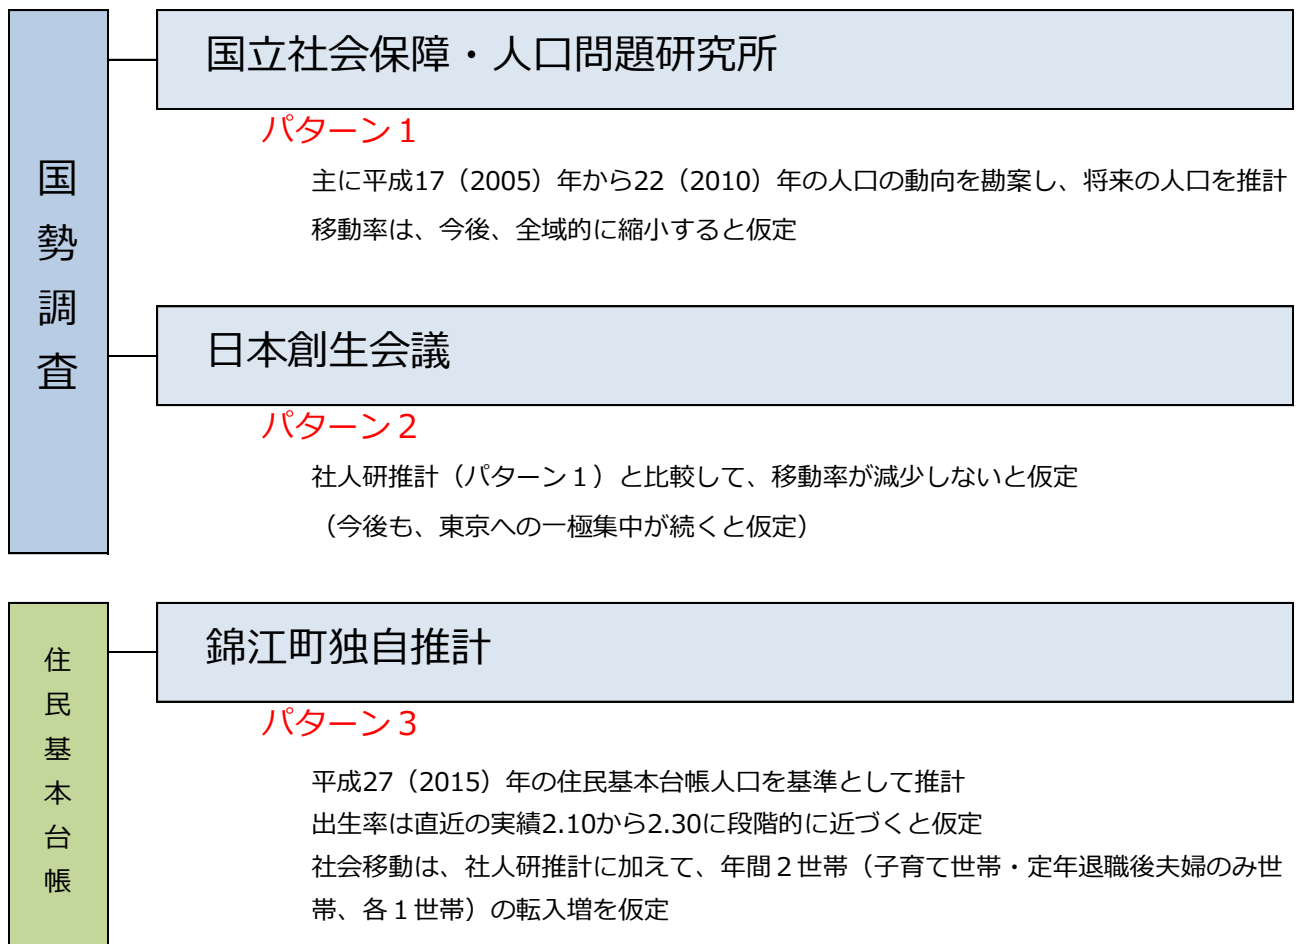 国勢調査
国立社会保障・人口問題研究所
パターン１
主に平成17（2005）年から22（2010）年の人口の動向を勘案し、将来の人口を推計
移動率は、今後、全域的に縮小すると仮定
日本創生会議
パターン２
社人研推計（パターン１）と比較して、移動率が減少しないと仮定
（今後も、東京への一極集中が続くと仮定）
住民基本台帳
錦江町独自推計
パターン３
平成27（2015）年の住民基本台帳人口を基準として推計
出生率は直近の実績2.10から2.30に段階的に近づくと仮定
社会移動は、社人研推計に加えて、年間２世帯（子育て世帯・定年退職後夫婦のみ世
帯、各１世帯）の転入増を仮定